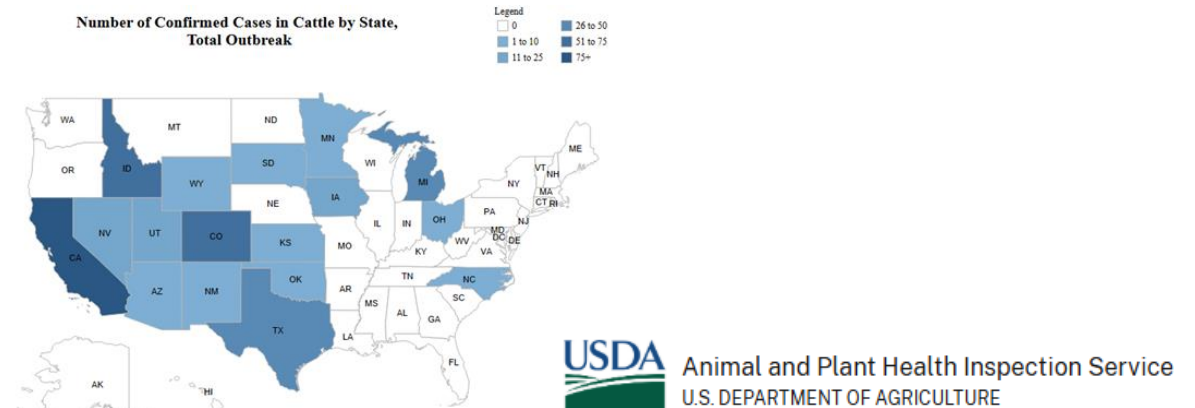 Number of Confirmed Cases in Cattle by State,
Total Outbreak
Legend
0
26 to 50
1 to 10
51 to 75
11 to 25
75+
WA
MT
ND
MN
ME
OR
ID
SD
WI
MI
VT
NH
WY
NY
MA
CT
RI
IA
NE
PA
NJ
NV
UT
CO
IL
IN
OH
MD
DC
DE
KS
MO
WV
VA
CA
KY
OK
TN
NC
AZ
NM
AR
SC
MS
AL
GA
TX
LA
FL
AK
HI
USDA
Animal and Plant Health Inspection Service
U.S. DEPARTMENT OF AGRICULTURE